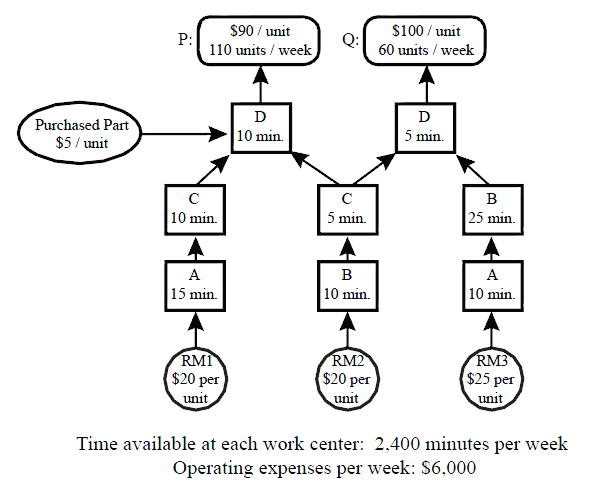 P:
$90 / unit
110 units / week
Q:
$100 / unit
60 units / week
Purchased Part
$5 / unit
D
10 min.
D
5 min.
C
10 min.
C
5 min.
B
25 min.
A
15 min.
B
10 min.
A
10 min.
RM1
$20 per
unit
RM2
$20 per
unit
RM3
$25 per
unit
Time available at each work center: 2,400 minutes per week
Operating expenses per week: $6,000